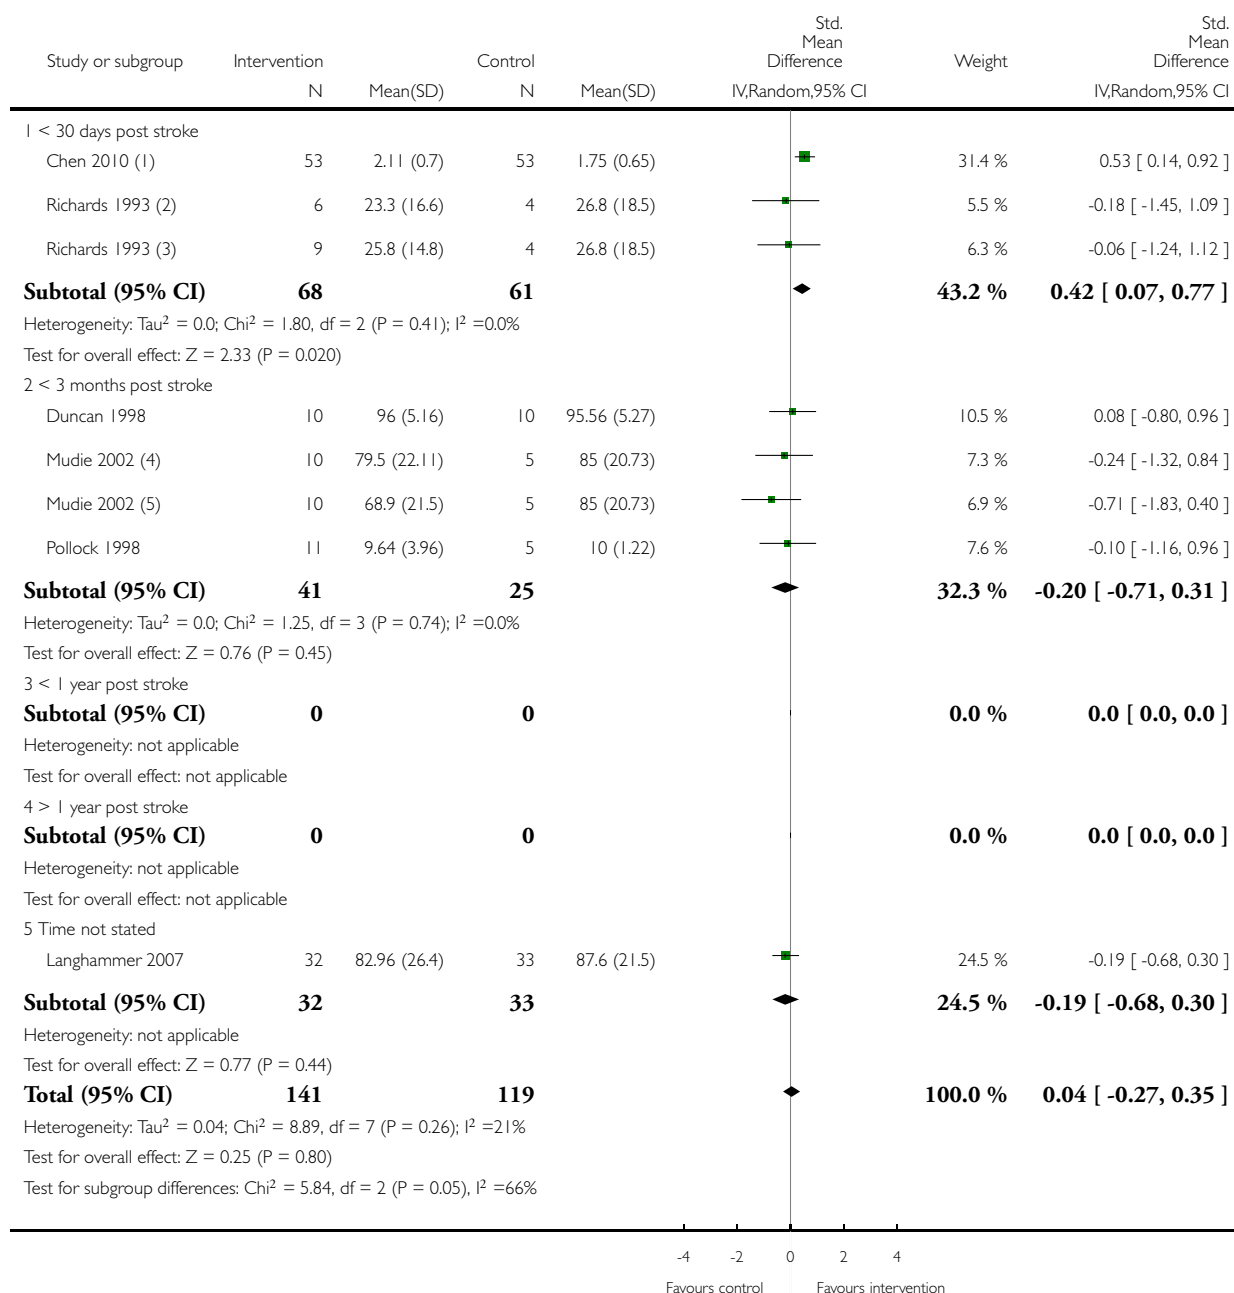 Study or subgroup Intervention Control Std. Mean Difference Weight Std. Mean Difference
N Mean(SD) N Mean(SD) IV,Random,95% CI IV,Random,95% CI
1 < 30 days post stroke
Chen 2010 (1) 53 2.11 (0.7) 53 1.75 (0.65) 31.4 % 0.53 [ 0.14, 0.92 ]
Richards 1993 (2) 6 23.3 (16.6) 4 26.8 (18.5) 5.5 % -0.18 [ -1.45, 1.09 ]
Richards 1993 (3) 9 25.8 (14.8) 4 26.8 (18.5) 6.3 % -0.06 [ -1.24, 1.12 ]
Subtotal (95% CI) 68 61 43.2 % 0.42 [ 0.07, 0.77 ]
Heterogeneity: Tau² = 0.0; Chi² = 1.80, df = 2 (P = 0.41); I² =0.0%
Test for overall effect: Z = 2.33 (P = 0.020)
2 < 3 months post stroke
Duncan 1998 10 96 (5.16) 10 95.56 (5.27) 10.5 % 0.08 [ -0.80, 0.96 ]
Mudie 2002 (4) 10 79.5 (22.11) 5 85 (20.73) 7.3 % -0.24 [ -1.32, 0.84 ]
Mudie 2002 (5) 10 68.9 (21.5) 5 85 (20.73) 6.9 % -0.71 [ -1.83, 0.40 ]
Pollock 1998 11 9.64 (3.96) 5 10 (1.22) 7.6 % -0.10 [ -1.16, 0.96 ]
Subtotal (95% CI) 41 25 32.3 % -0.20 [ -0.71, 0.31 ]
Heterogeneity: Tau² = 0.0; Chi² = 1.25, df = 3 (P = 0.74); I² =0.0%
Test for overall effect: Z = 0.76 (P = 0.45)
3 < 1 year post stroke
Subtotal (95% CI) 0 0 0.0 % 0.0 [ 0.0, 0.0 ]
Heterogeneity: not applicable
Test for overall effect: not applicable
4 > 1 year post stroke
Subtotal (95% CI) 0 0 0.0 % 0.0 [ 0.0, 0.0 ]
Heterogeneity: not applicable
Test for overall effect: not applicable
5 Time not stated
Langhammer 2007 32 82.96 (26.4) 33 87.6 (21.5) 24.5 % -0.19 [ -0.68, 0.30 ]
Subtotal (95% CI) 32 33 24.5 % -0.19 [ -0.68, 0.30 ]
Heterogeneity: not applicable
Test for overall effect: Z = 0.77 (P = 0.44)
Total (95% CI) 141 119 100.0 % 0.04 [ -0.27, 0.35 ]
Heterogeneity: Tau² = 0.04; Chi² = 8.89, df = 7 (P = 0.26); I² =21%
Test for overall effect: Z = 0.25 (P = 0.80)
Test for subgroup differences: Chi² = 5.84, df = 2 (P = 0.05), I² =66%
-4 -2 0 2 4
Favours control Favours intervention